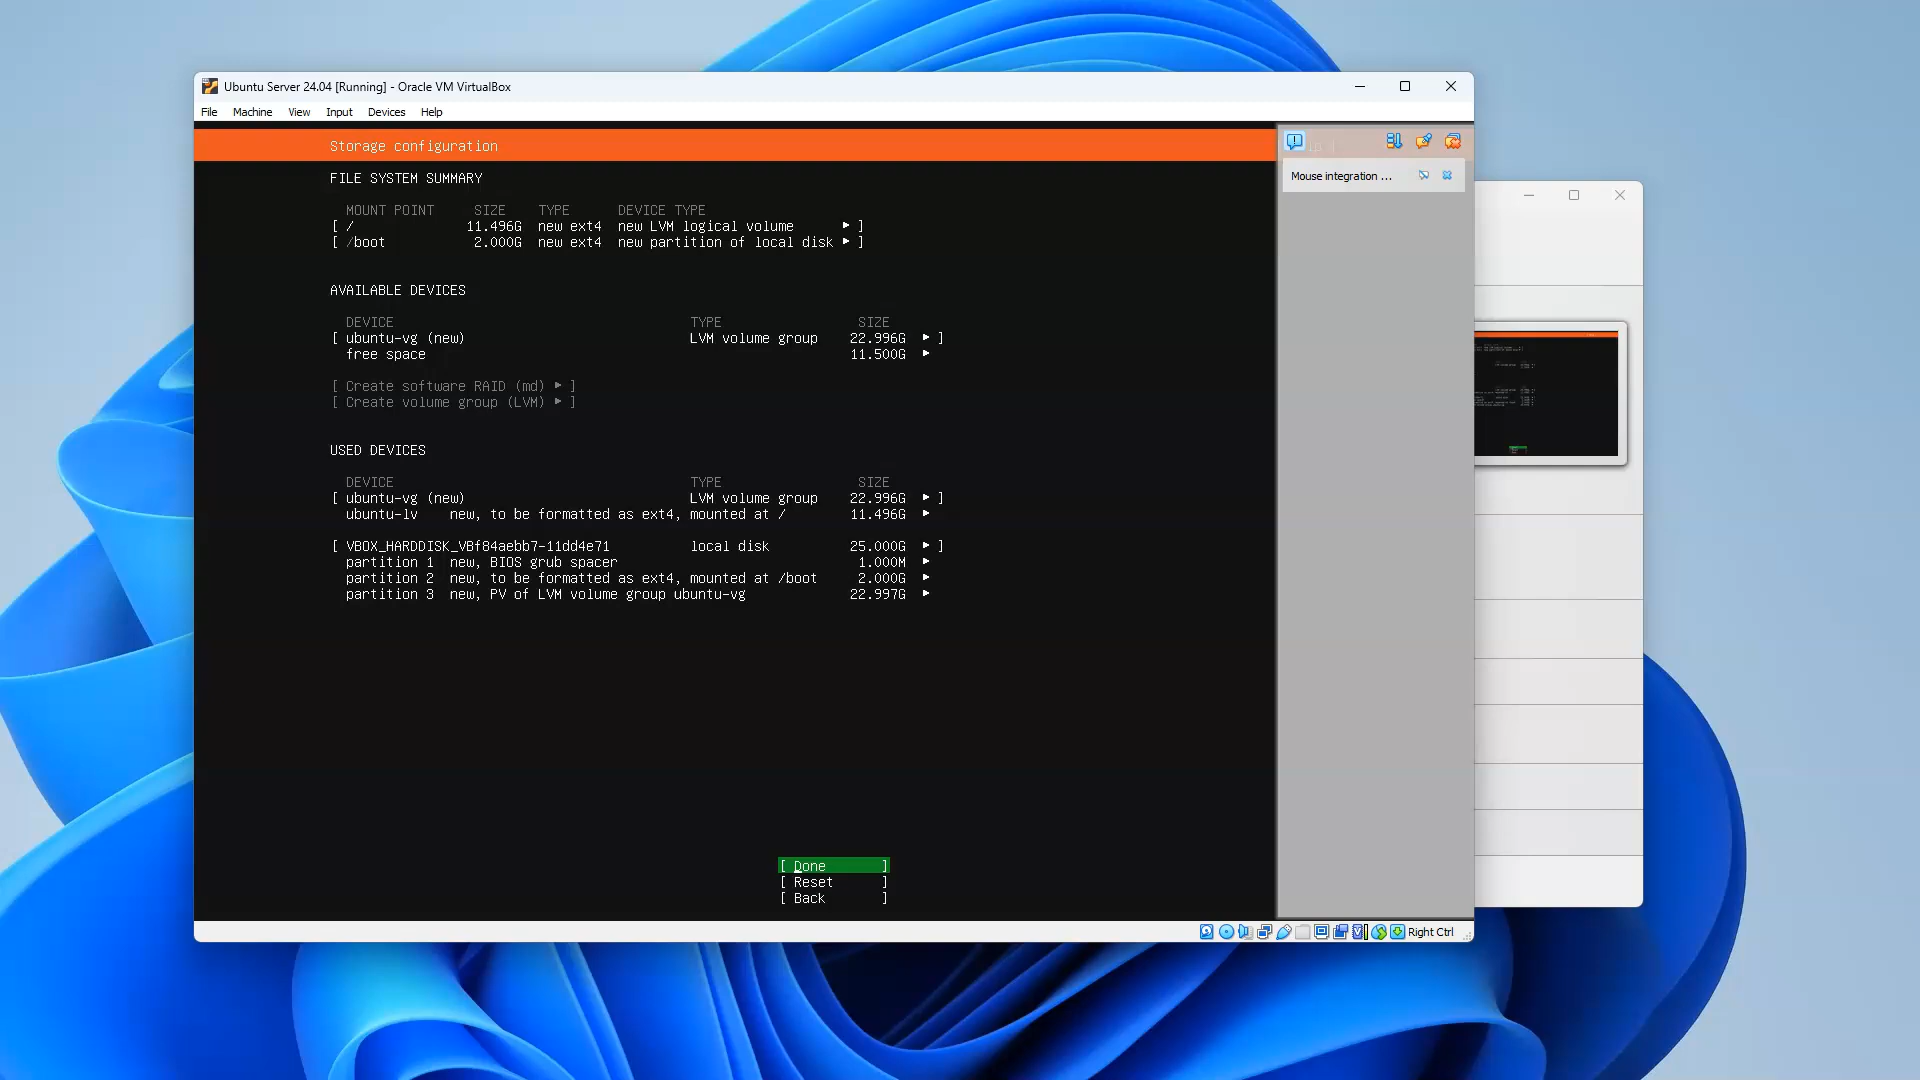 Ubuntu Server 24.04 [Running] - Oracle VM VirtualBox
File Machine View Input Devices Help
Storage configuration
Mouse integration ...
FILE SYSTEM SUMMARY
MOUNT POINT SIZE TYPE DEVICE TYPE
[ / 11.496G new ext4 new LVM logical volume ▸ ]
[ /boot 2.000G new ext4 new partition of local disk ▸ ]
AVAILABLE DEVICES
DEVICE TYPE SIZE
[ ubuntu-vg (new) LVM volume group 22.996G ▸ ]
free space 11.500G ▸
[ Create software RAID (md) ▸ ]
[ Create volume group (LVM) ▸ ]
USED DEVICES
DEVICE TYPE SIZE
[ ubuntu-vg (new) LVM volume group 22.996G ▸ ]
ubuntu-lv new, to be formatted as ext4, mounted at / 11.496G ▸
[ VBOX_HARDDISK_VBf84aebb7-11dd4e71 local disk 25.000G ▸ ]
partition 1 new, BIOS grub spacer 1.000M ▸
partition 2 new, to be formatted as ext4, mounted at /boot 2.000G ▸
partition 3 new, PV of LVM volume group ubuntu-vg 22.997G ▸
[ Done ]
[ Reset ]
[ Back ]
Right Ctrl